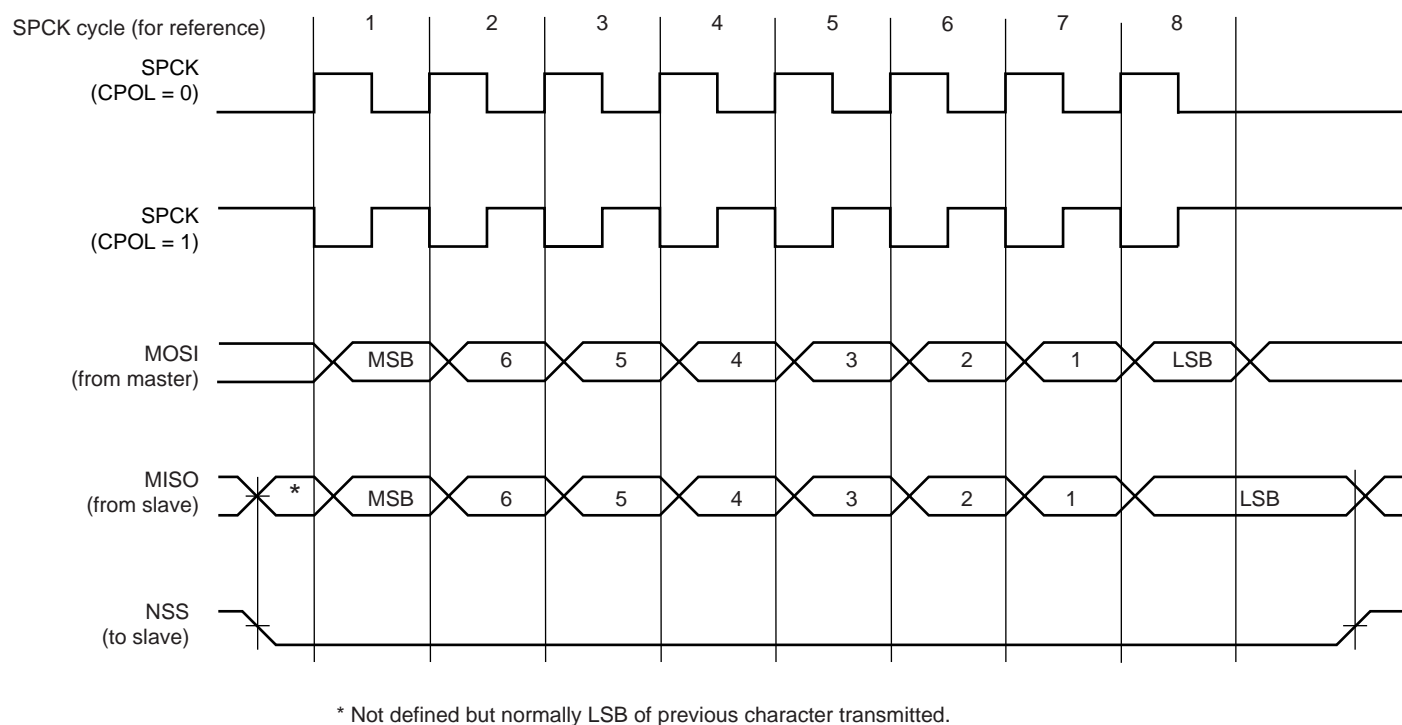 SPCK cycle (for reference) 1 2 3 4 5 6 7 8
SPCK
(CPOL = 0)
SPCK
(CPOL = 1)
MOSI
(from master)
MSB 6 5 4 3 2 1 LSB
MISO
(from slave)
* MSB 6 5 4 3 2 1 LSB
NSS
(to slave)
* Not defined but normally LSB of previous character transmitted.